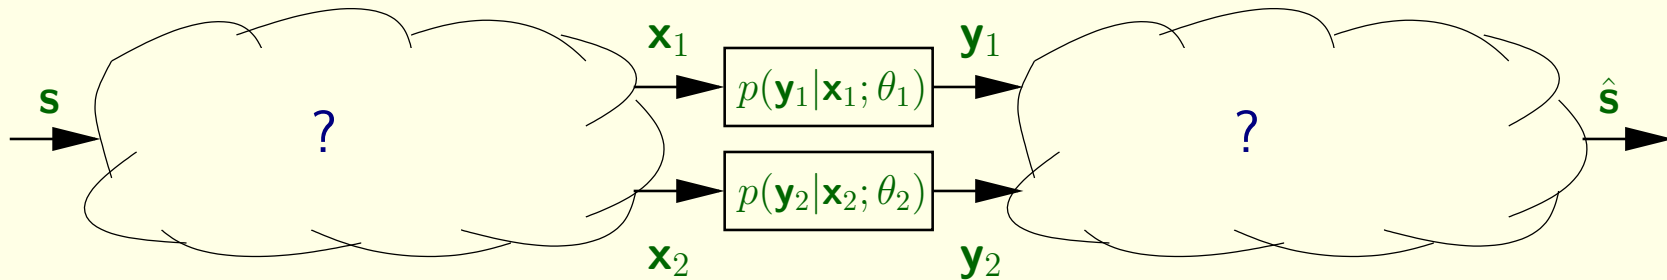 x₁ y₁
p(y₁|x₁; θ₁)
s ? ? ŝ
p(y₂|x₂; θ₂)
x₂ y₂